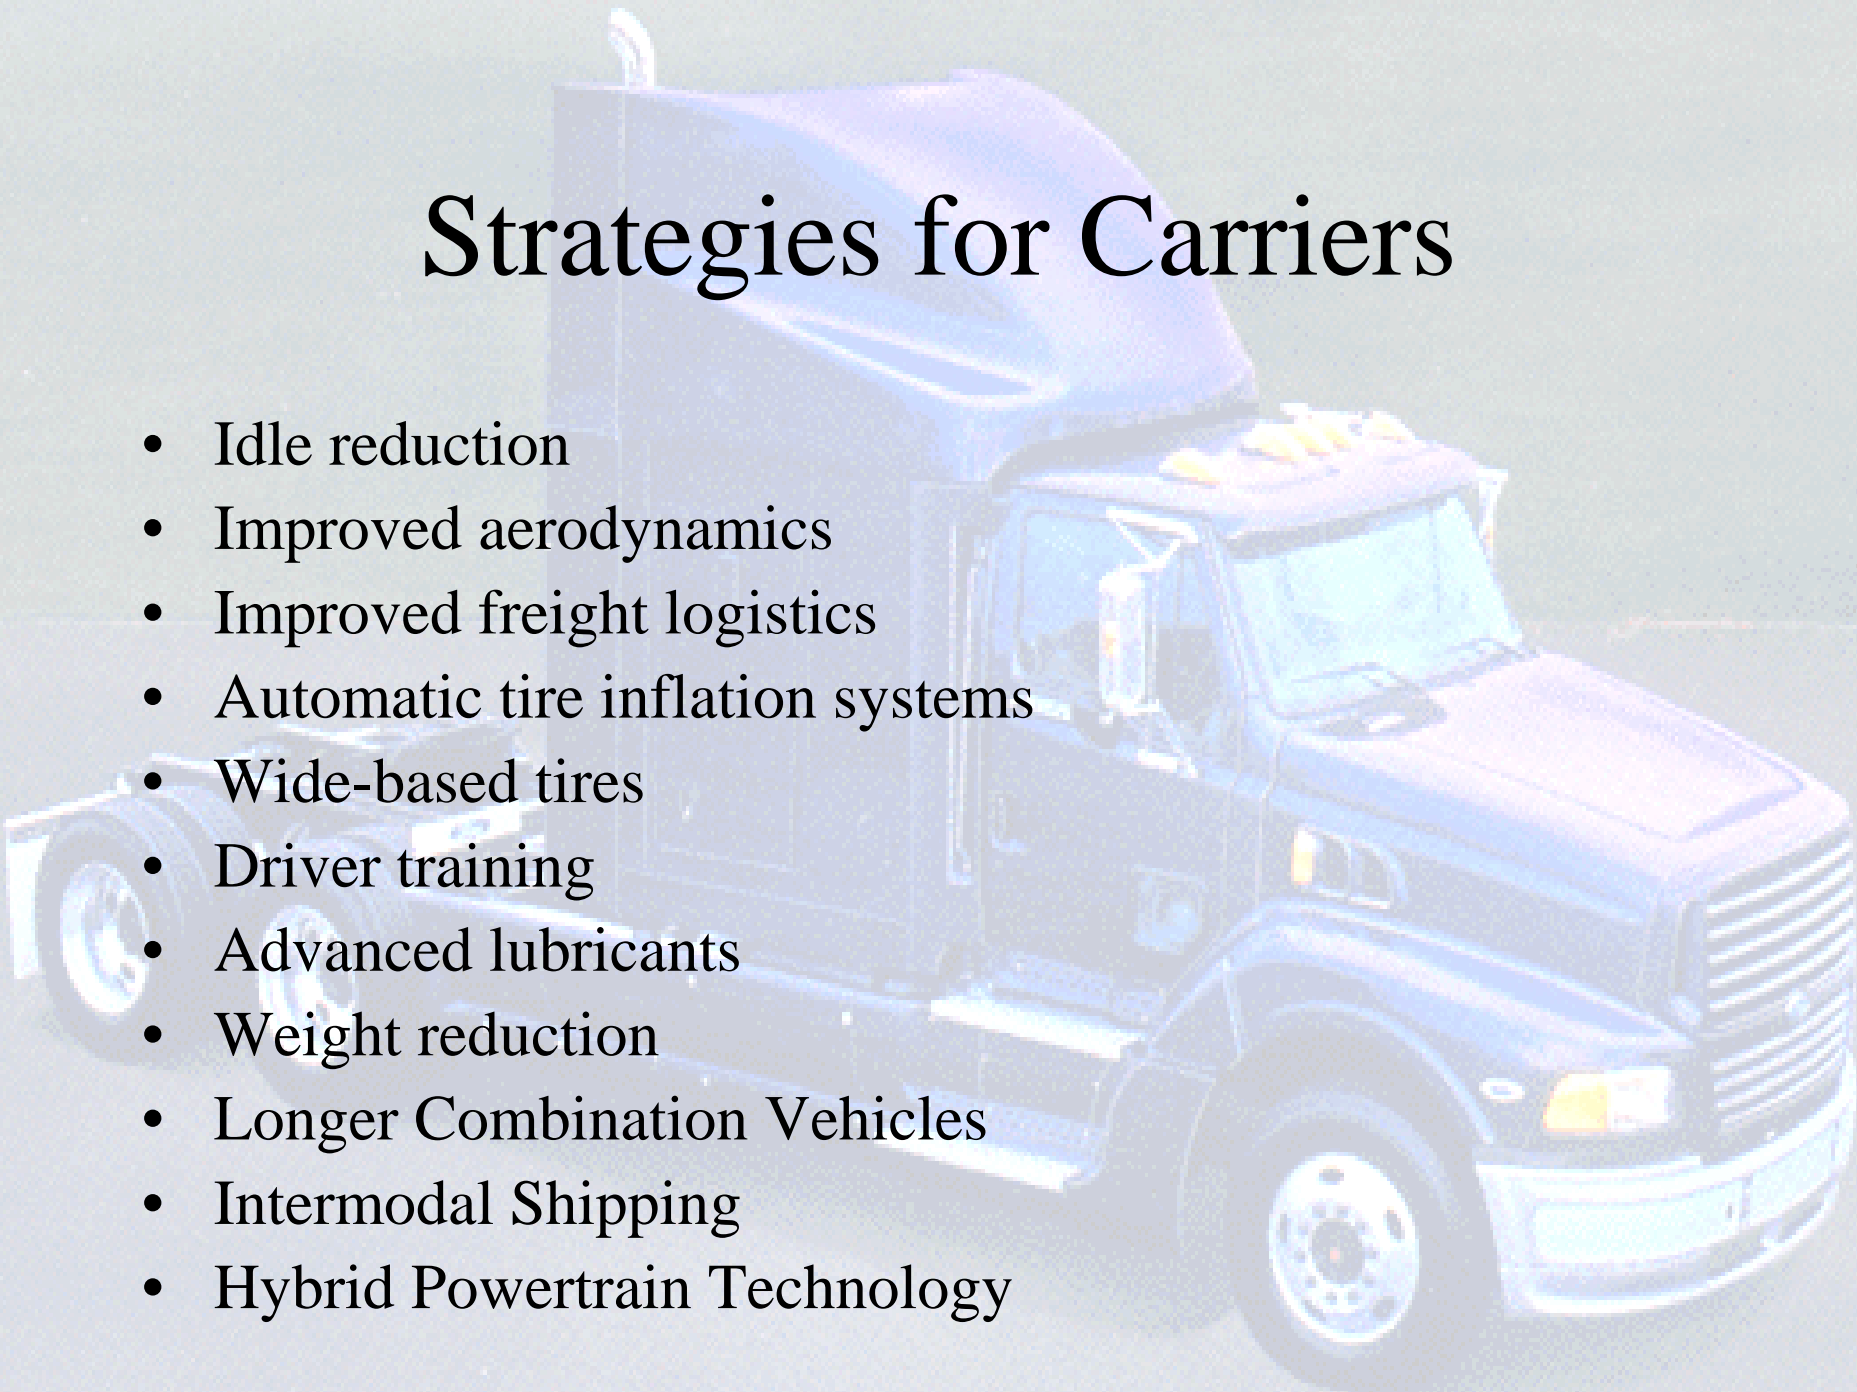 Strategies for Carriers
• Idle reduction
• Improved aerodynamics
• Improved freight logistics
• Automatic tire inflation systems
• Wide-based tires
• Driver training
• Advanced lubricants
• Weight reduction
• Longer Combination Vehicles
• Intermodal Shipping
• Hybrid Powertrain Technology